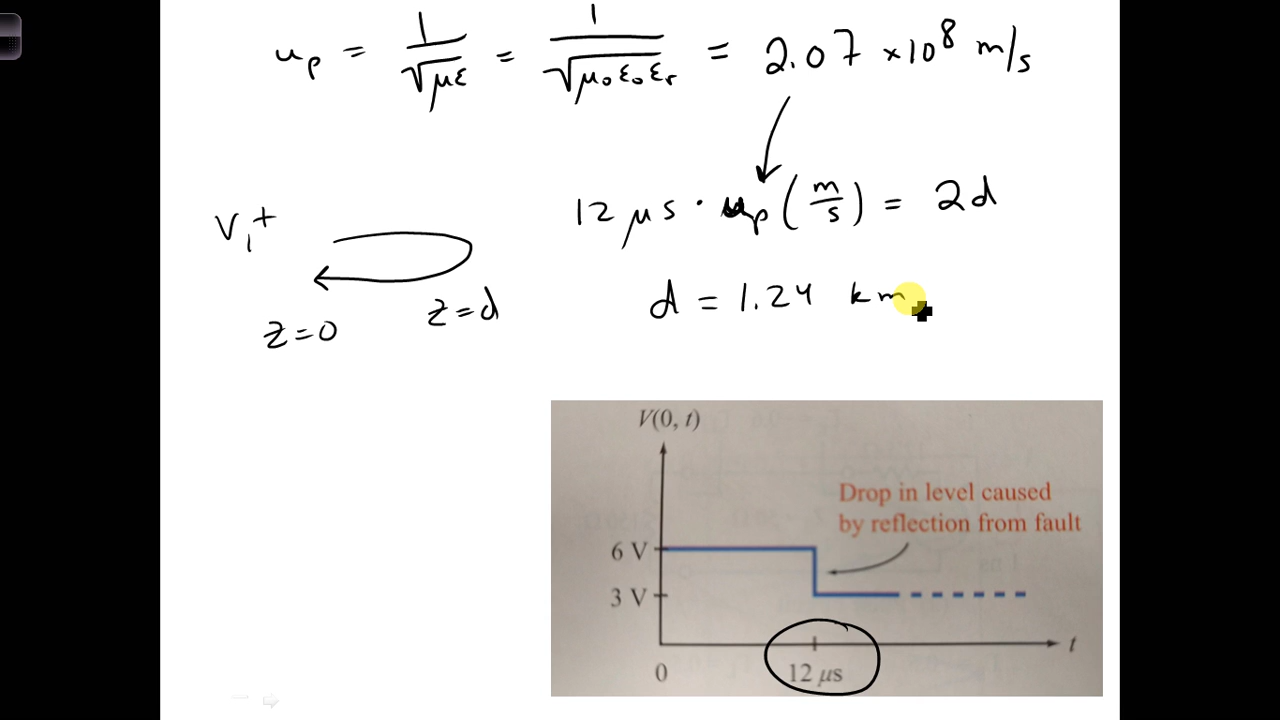 u_p = 1/√με = 1/√μ₀ε₀εᵣ = 2.07 ×10⁸ m/s
12 μs · u_p (m/s) = 2d
V₁⁺
z=0
z=d
d = 1.24 km
V(0, t)
Drop in level caused
by reflection from fault
6 V
3 V
0
12 μs
t